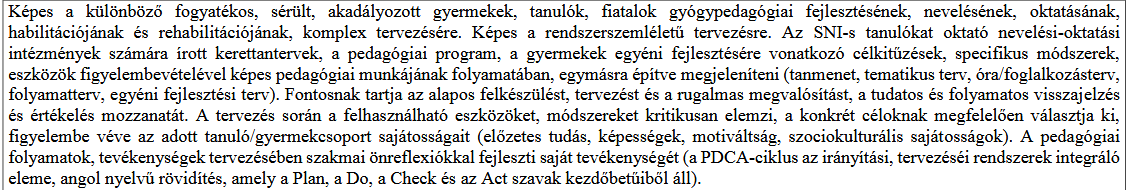 Képes a különböző fogyatékos, sérült, akadályozott gyermekek, tanulók, fiatalok gyógypedagógiai fejlesztésének, nevelésének, oktatásának,
habilitációjának és rehabilitációjának, komplex tervezésére. Képes a rendszerszemléletű tervezésre. Az SNI-s tanulókat oktató nevelési-oktatási
intézmények számára írott kerettantervek, a pedagógiai program, a gyermekek egyéni fejlesztésére vonatkozó célkitűzések, specifikus módszerek,
eszközök figyelembevételével képes pedagógiai munkájának folyamatában, egymásra építve megjeleníteni (tanmenet, tematikus terv, óra/foglalkozásterv,
folyamatterv, egyéni fejlesztési terv). Fontosnak tartja az alapos felkészülést, tervezést és a rugalmas megvalósítást, a tudatos és folyamatos visszajelzés
és értékelés mozzanatát. A tervezés során a felhasználható eszközöket, módszereket kritikusan elemzi, a konkrét céloknak megfelelően választja ki,
figyelembe véve az adott tanuló/gyermekcsoport sajátosságait (előzetes tudás, képességek, motiváltság, szociokulturális sajátosságok). A pedagógiai
folyamatok, tevékenységek tervezésében szakmai önreflexiókkal fejleszti saját tevékenységét (a PDCA-ciklus az irányítási, tervezéséi rendszerek integráló
eleme, angol nyelvű rövidítés, amely a Plan, a Do, a Check és az Act szavak kezdőbetűiből áll).